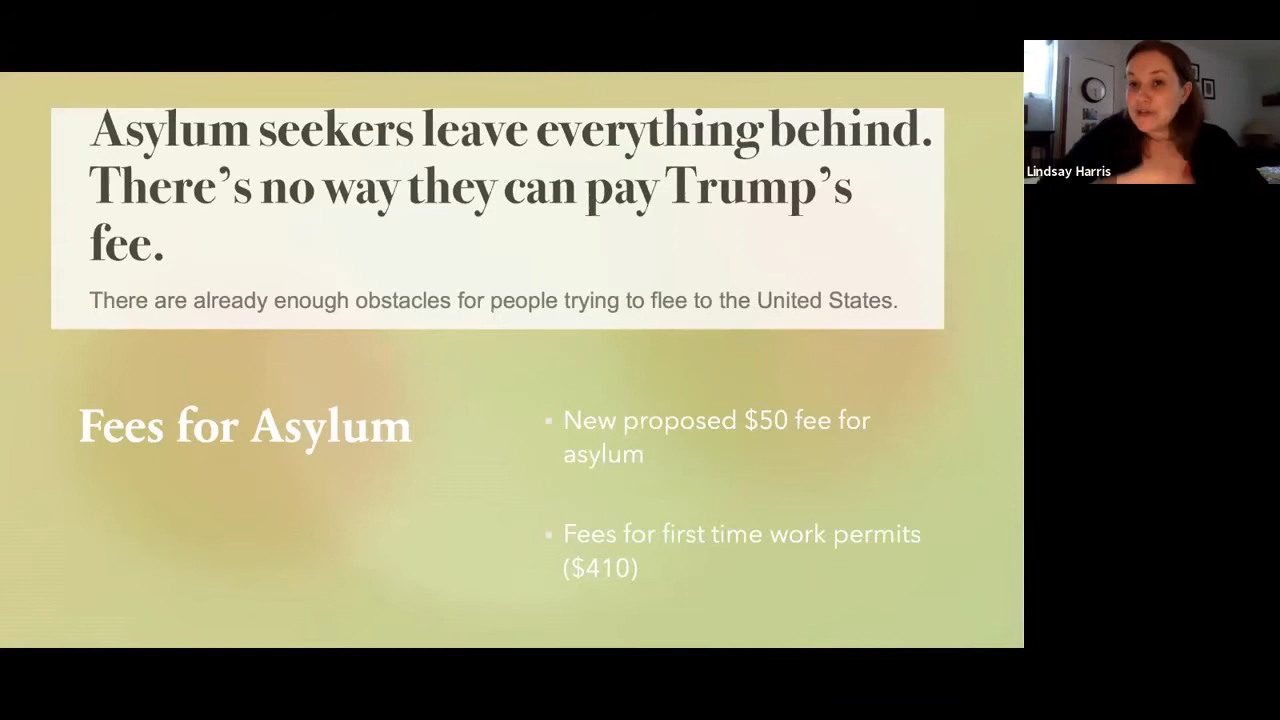 Asylum seekers leave everything behind.
There's no way they can pay Trump's
fee.
There are already enough obstacles for people trying to flee to the United States.
Fees for Asylum
▪ New proposed $50 fee for
asylum
▪ Fees for first time work permits
($410)
Lindsay Harris